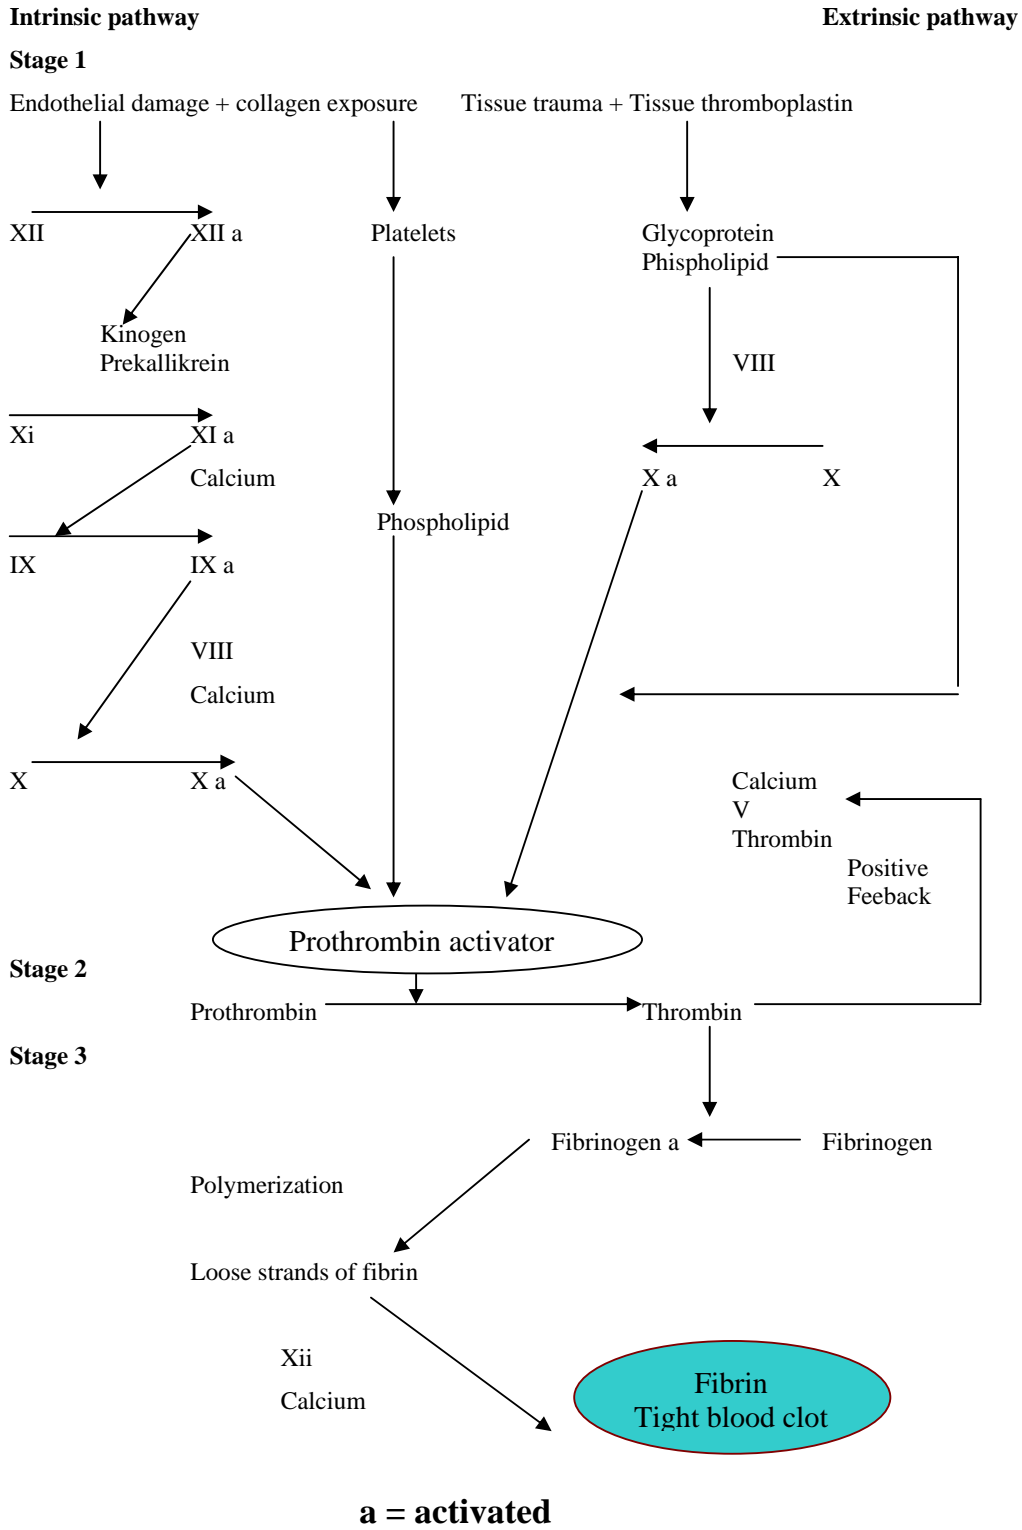 Intrinsic pathway
Extrinsic pathway
Stage 1
Endothelial damage + collagen exposure
Tissue trauma + Tissue thromboplastin
XII
XII a
Platelets
Glycoprotein
Phispholipid
Kinogen
Prekallikrein
VIII
Xi
XI a
Calcium
X a
X
Phospholipid
IX
IX a
VIII
Calcium
X
X a
Calcium
V
Thrombin
Positive
Feeback
Prothrombin activator
Stage 2
Prothrombin
Thrombin
Stage 3
Fibrinogen a
Fibrinogen
Polymerization
Loose strands of fibrin
Xii
Calcium
Fibrin
Tight blood clot
a = activated